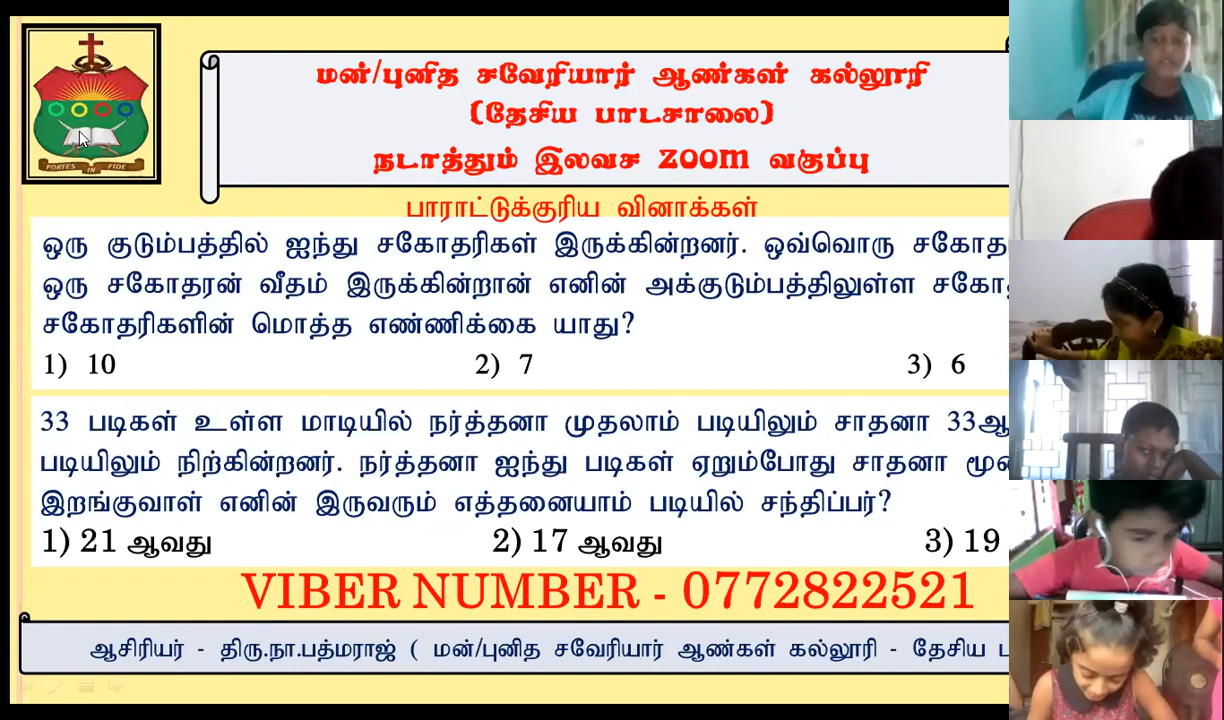 FORTES IN FIDE
மன்/புனித சவேரியார் ஆண்கள் கல்லூரி
(தேசிய பாடசாலை)
நடாத்தும் இலவச ZOOM வகுப்பு
பாராட்டுக்குரிய வினாக்கள்
ஒரு குடும்பத்தில் ஐந்து சகோதரிகள் இருக்கின்றனர். ஒவ்வொரு
ஒரு சகோதரன் வீதம் இருக்கின்றான் எனின் அக்குடும்பத்திலுள்ள
சகோதரிகளின் மொத்த எண்ணிக்கை யாது?
1) 10 2) 7 3) 6
33 படிகள் உள்ள மாடியில் நர்த்தனா முதலாம் படியிலும் சாதனா
படியிலும் நிற்கின்றனர். நர்த்தனா ஐந்து படிகள் ஏறும்போது சாதனா
இறங்குவாள் எனின் இருவரும் எத்தனையாம் படியில் சந்திப்பர்?
1) 21 ஆவது 2) 17 ஆவது 3) 19
VIBER NUMBER - 0772822521
ஆசிரியர் - திரு.நா.பத்மராஜ் ( மன்/புனித சவேரியார் ஆண்கள் கல்லூரி - தேசிய